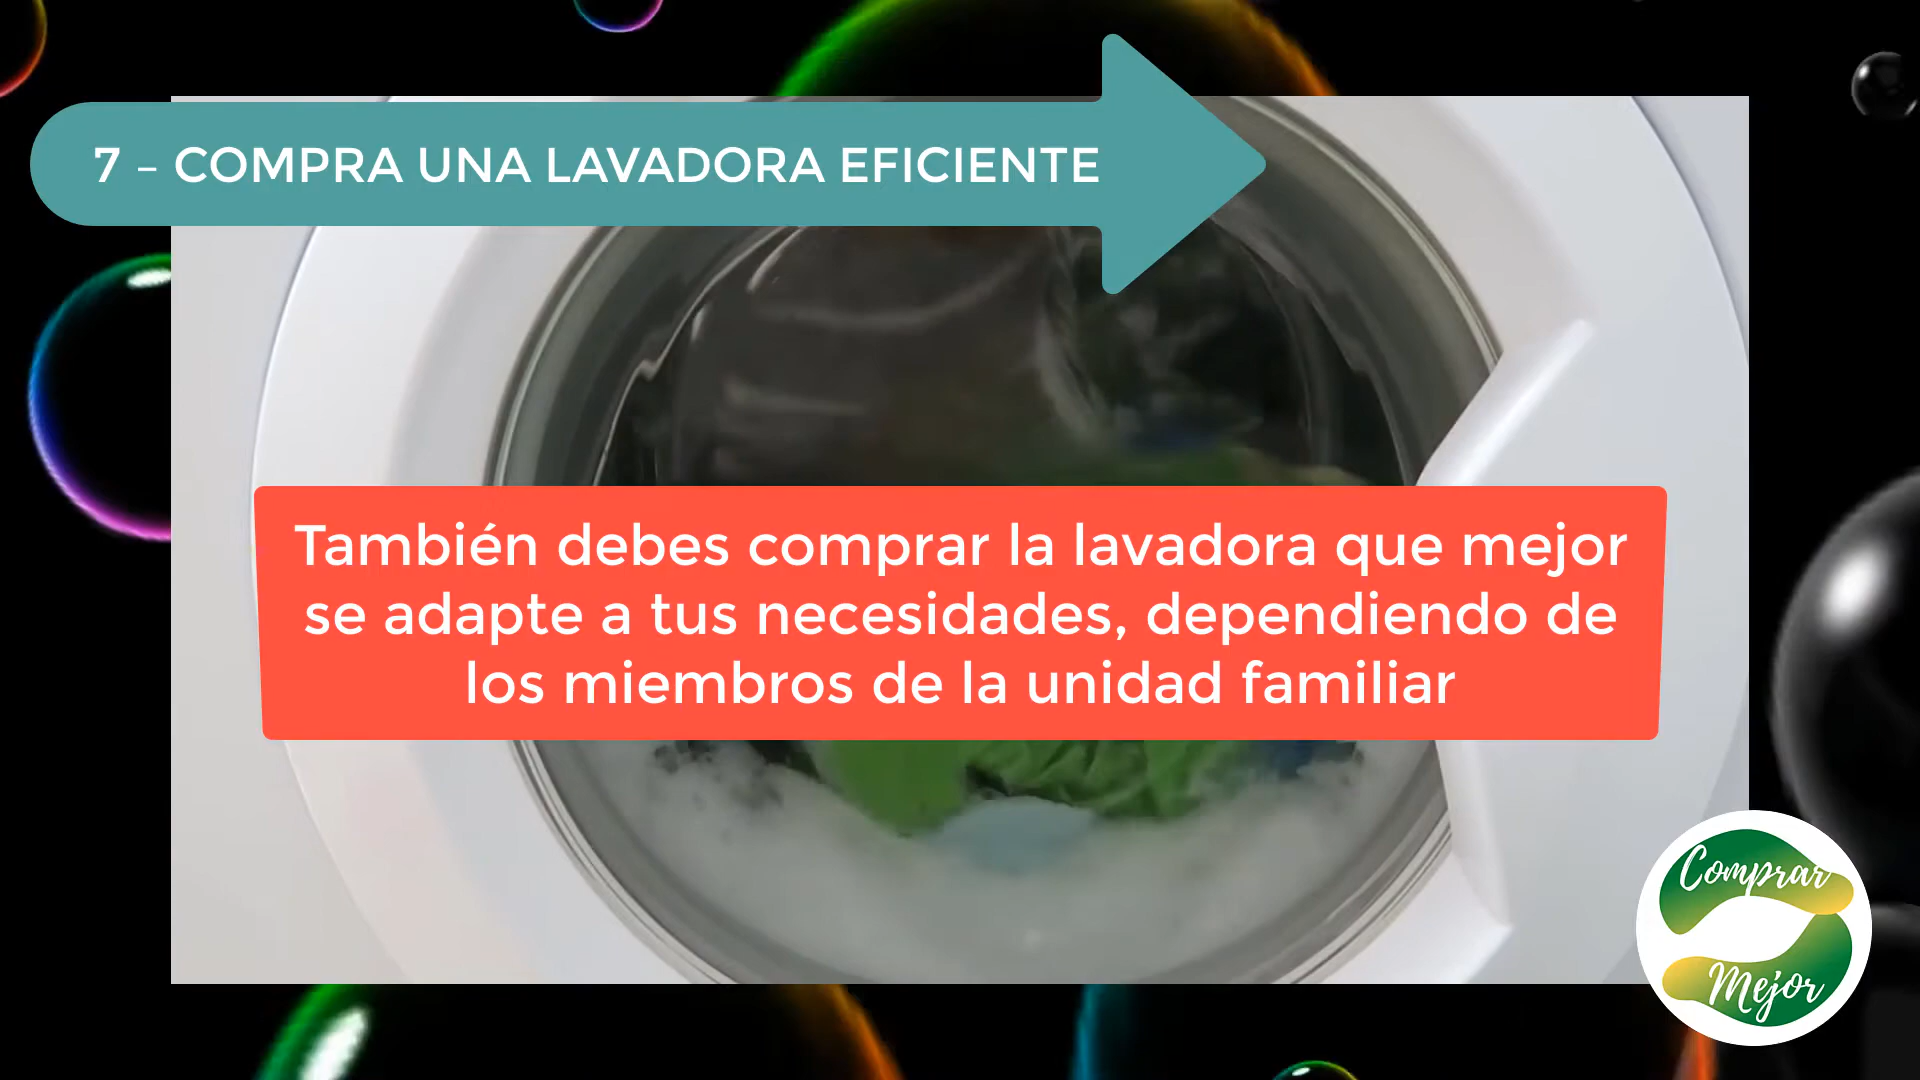 7 – COMPRA UNA LAVADORA EFICIENTE
También debes comprar la lavadora que mejor
se adapte a tus necesidades, dependiendo de
los miembros de la unidad familiar
Comprar
Mejor